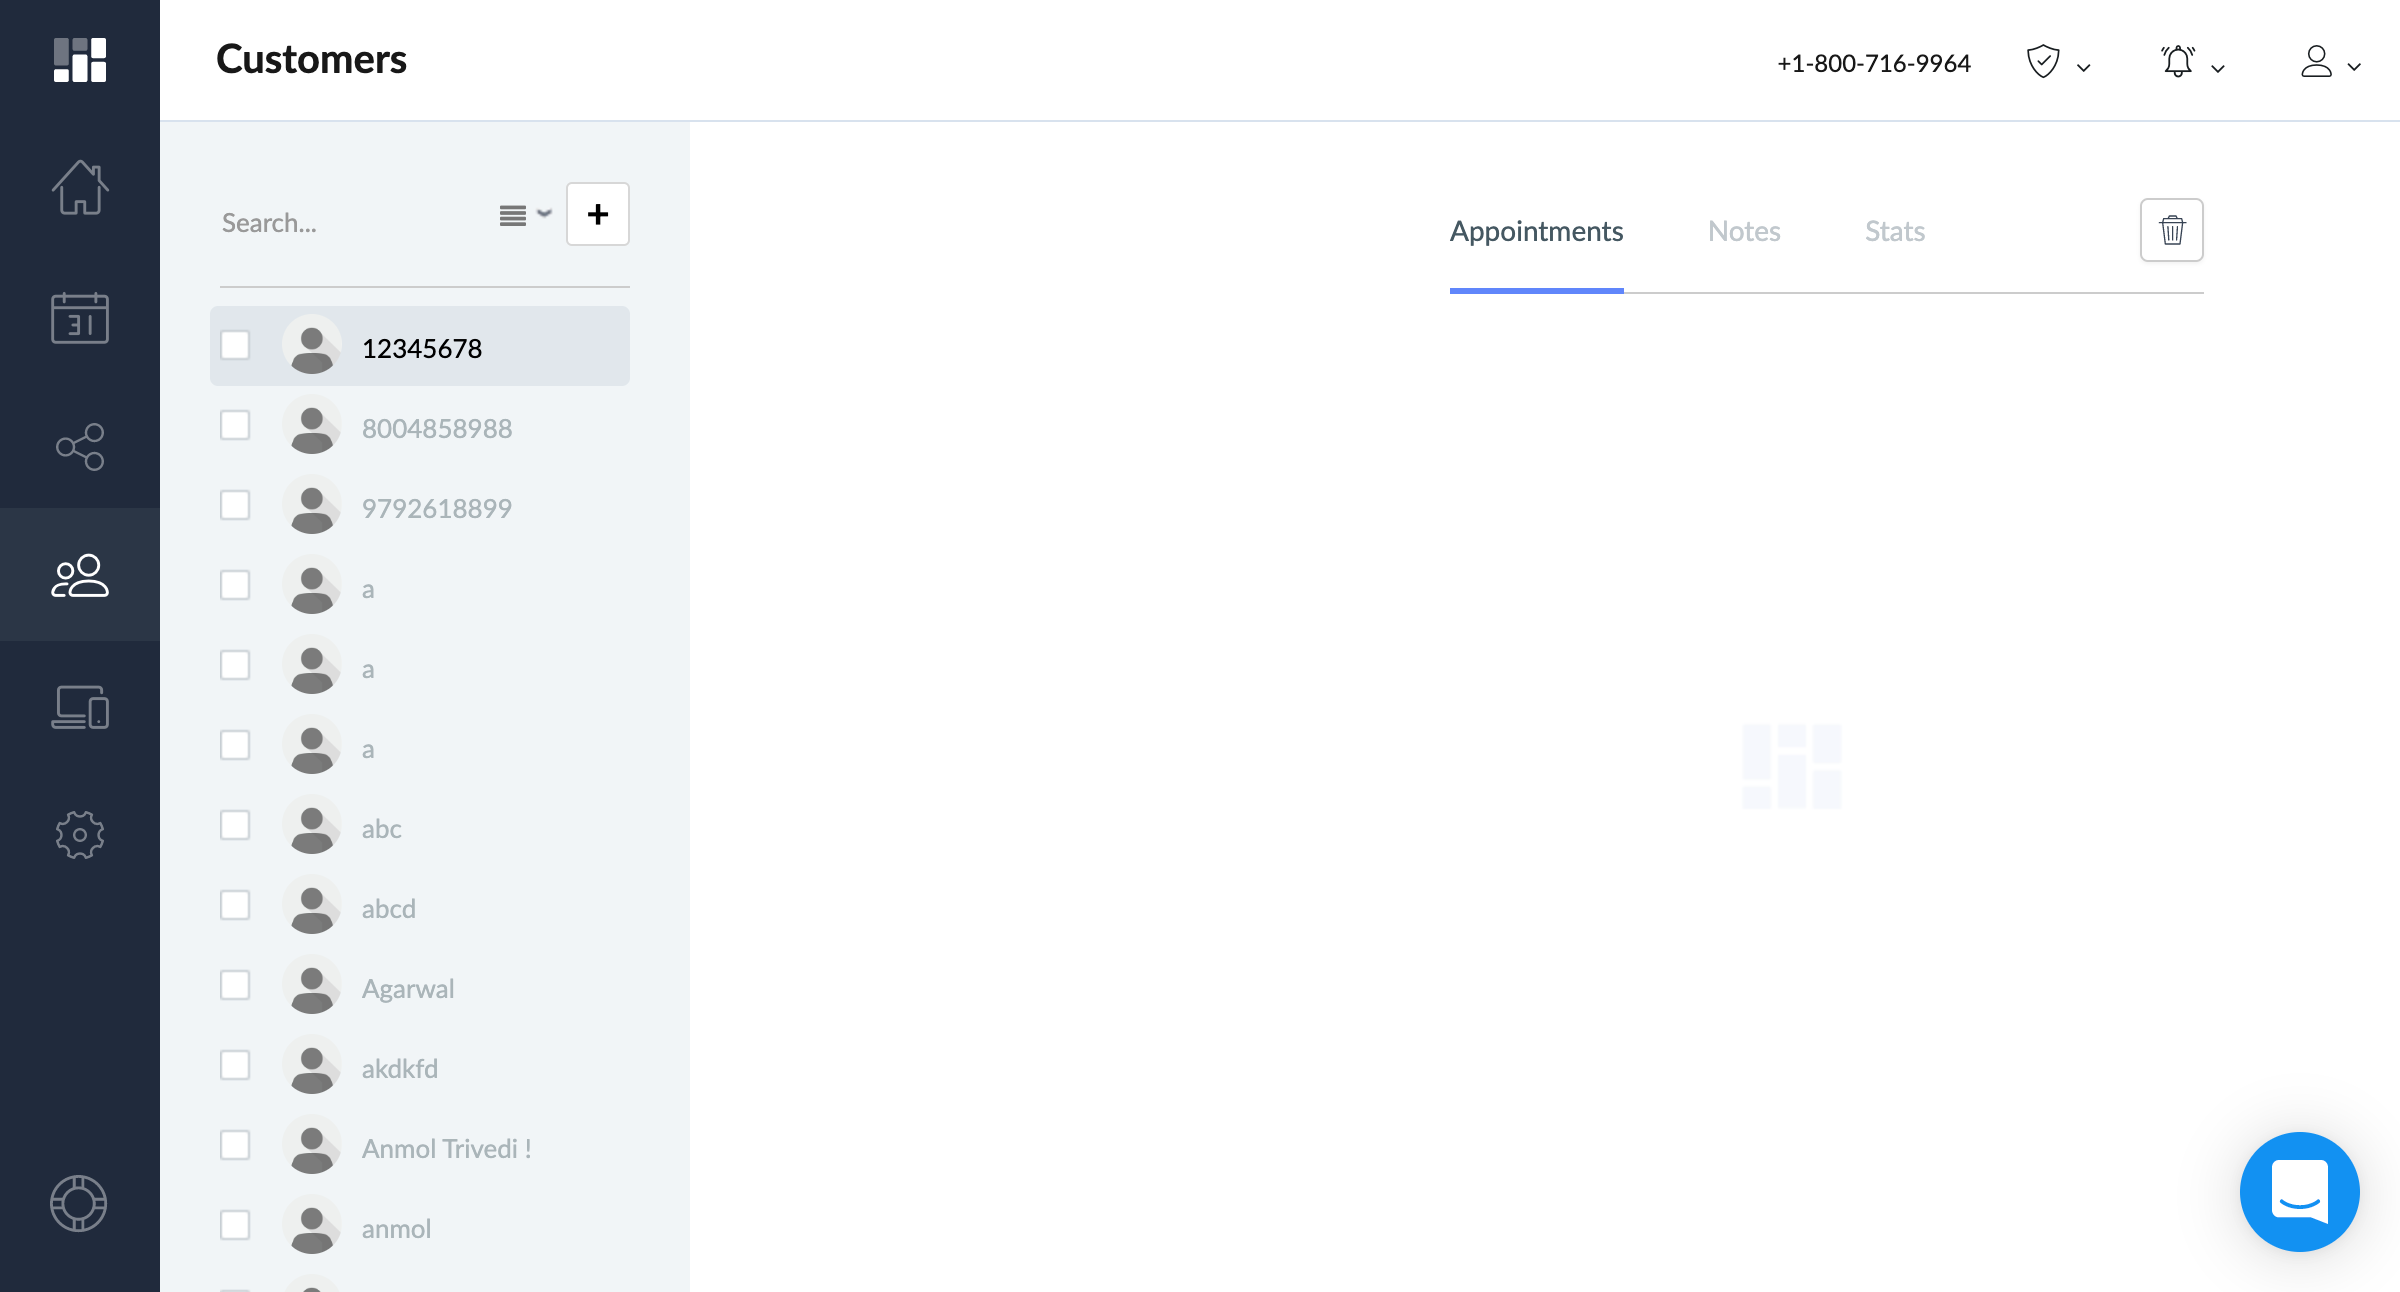 Customers
+1-800-716-9964
Search...
Appointments
Notes
Stats
31
12345678
8004858988
9792618899
a
a
a
abc
abcd
Agarwal
akdkfd
Anmol Trivedi !
anmol